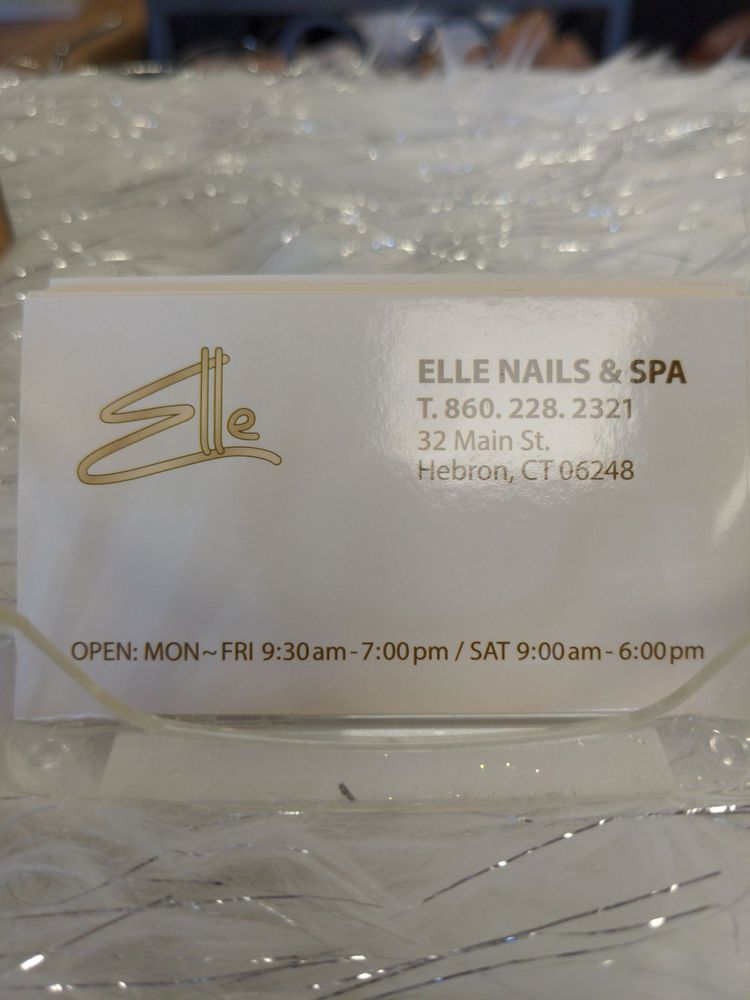 Elle
ELLE NAILS & SPA
T. 860. 228. 2321
32 Main St.
Hebron, CT 06248
OPEN: MON~FRI 9:30am-7:00pm / SAT 9:00am- 6:00pm